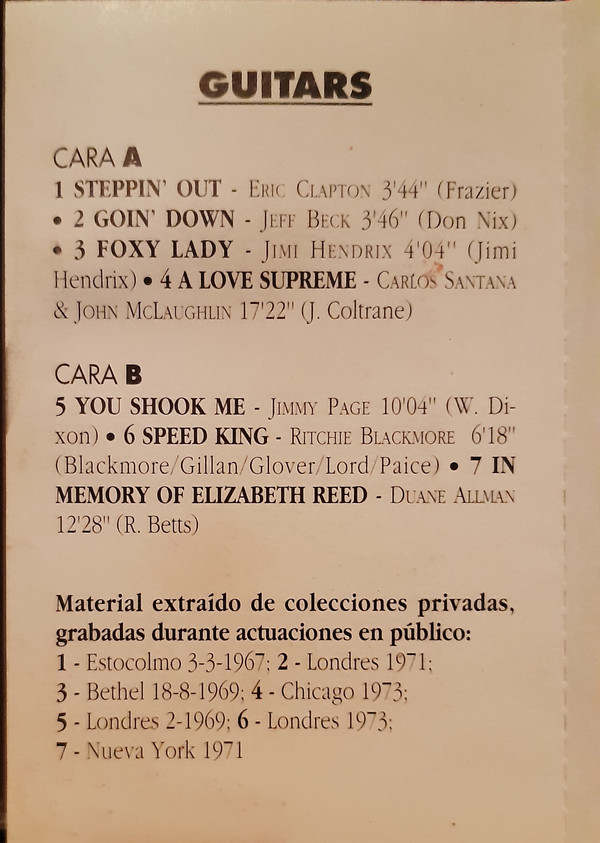 GUITARS
CARA A
1 STEPPIN' OUT - ERIC CLAPTON 3'44" (Frazier)
• 2 GOIN' DOWN - JEFF BECK 3'46" (Don Nix)
• 3 FOXY LADY - JIMI HENDRIX 4'04" (Jimi
Hendrix) • 4 A LOVE SUPREME - CARLOS SANTANA
& JOHN MCLAUGHLIN 17'22" (J. Coltrane)
CARA B
5 YOU SHOOK ME - JIMMY PAGE 10'04" (W. Di-
xon) • 6 SPEED KING - RITCHIE BLACKMORE 6'18"
(Blackmore/Gillan/Glover/Lord/Paice) • 7 IN
MEMORY OF ELIZABETH REED - DUANE ALLMAN
12'28" (R. Betts)
Material extraído de colecciones privadas,
grabadas durante actuaciones en público:
1 - Estocolmo 3-3-1967; 2 - Londres 1971;
3 - Bethel 18-8-1969; 4 - Chicago 1973;
5 - Londres 2-1969; 6 - Londres 1973;
7 - Nueva York 1971